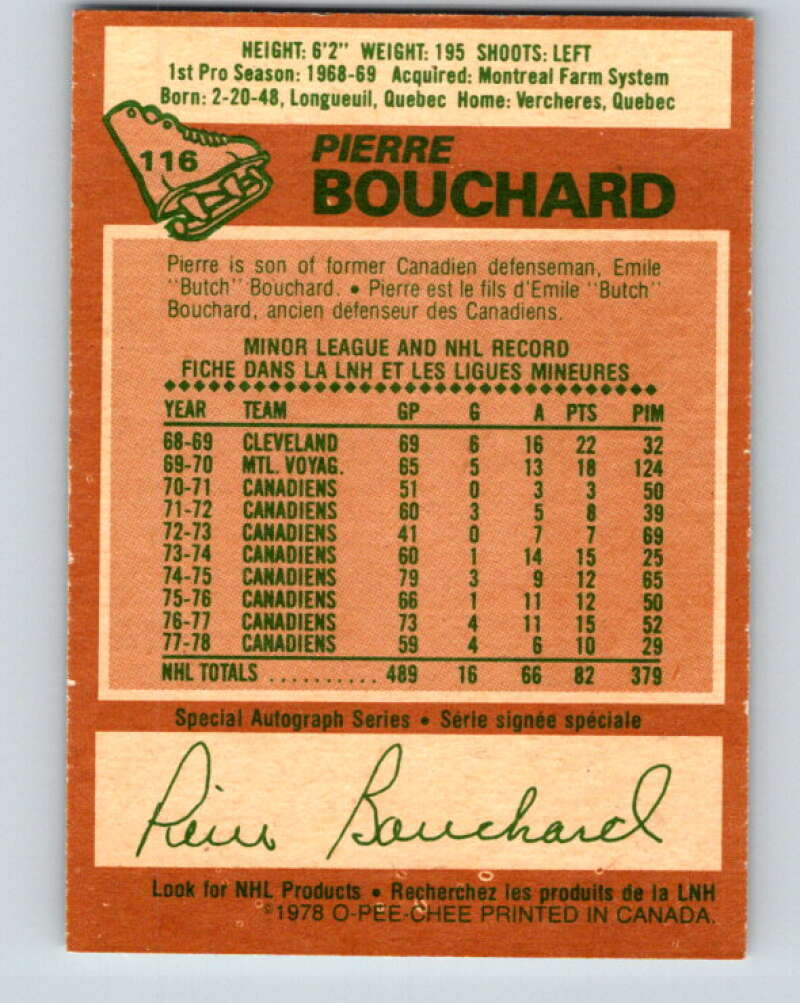 HEIGHT: 6'2" WEIGHT: 195 SHOOTS: LEFT
1st Pro Season: 1968-69 Acquired: Montreal Farm System
Born: 2-20-48, Longueuil, Quebec Home: Vercheres, Quebec
116
PIERRE
BOUCHARD
Pierre is son of former Canadien defenseman, Emile
"Butch" Bouchard. • Pierre est le fils d'Emile "Butch"
Bouchard, ancien défenseur des Canadiens.
MINOR LEAGUE AND NHL RECORD
FICHE DANS LA LNH ET LES LIGUES MINEURES
YEAR TEAM GP G A PTS PIM
68-69 CLEVELAND 69 6 16 22 32
69-70 MTL. VOYAG. 65 5 13 18 124
70-71 CANADIENS 51 0 3 3 50
71-72 CANADIENS 60 3 5 8 39
72-73 CANADIENS 41 0 7 7 69
73-74 CANADIENS 60 1 14 15 25
74-75 CANADIENS 79 3 9 12 65
75-76 CANADIENS 66 1 11 12 50
76-77 CANADIENS 73 4 11 15 52
77-78 CANADIENS 59 4 6 10 29
NHL TOTALS .......... 489 16 66 82 379
Special Autograph Series • Série signée spéciale
Pierre Bouchard
Look for NHL Products • Recherchez les produits de la LNH
©1978 O-PEE-CHEE PRINTED IN CANADA.